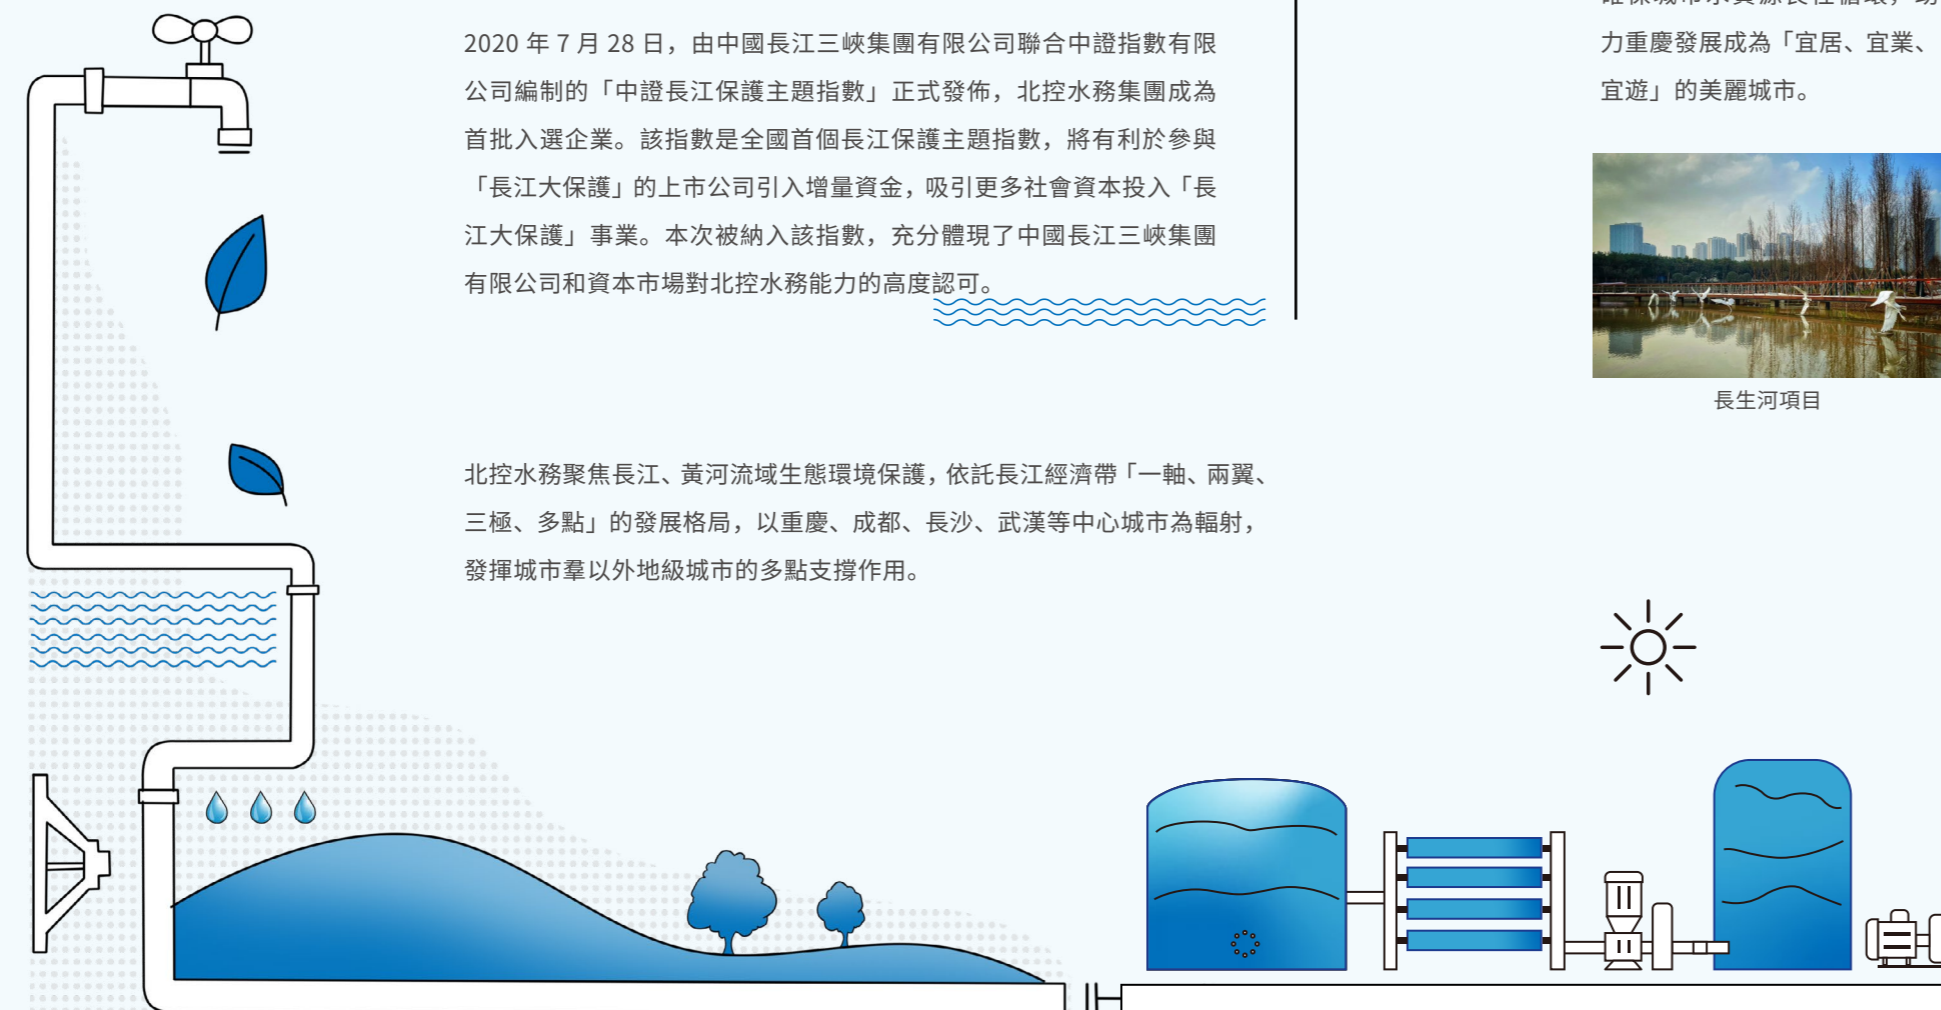 2020 年 7 月 28 日，由中國長江三峽集團有限公司聯合中證指數有限
公司編制的「中證長江保護主題指數」正式發佈，北控水務集團成為
首批入選企業。該指數是全國首個長江保護主題指數，將有利於參與
「長江大保護」的上市公司引入增量資金，吸引更多社會資本投入「長
江大保護」事業。本次被納入該指數，充分體現了中國長江三峽集團
有限公司和資本市場對北控水務能力的高度認可。
北控水務聚焦長江、黃河流域生態環境保護，依託長江經濟帶「一軸、兩翼、
三極、多點」的發展格局，以重慶、成都、長沙、武漢等中心城市為輻射，
發揮城市羣以外地級城市的多點支撐作用。
力重慶發展成為「宜居、宜業、
宜遊」的美麗城市。
長生河項目